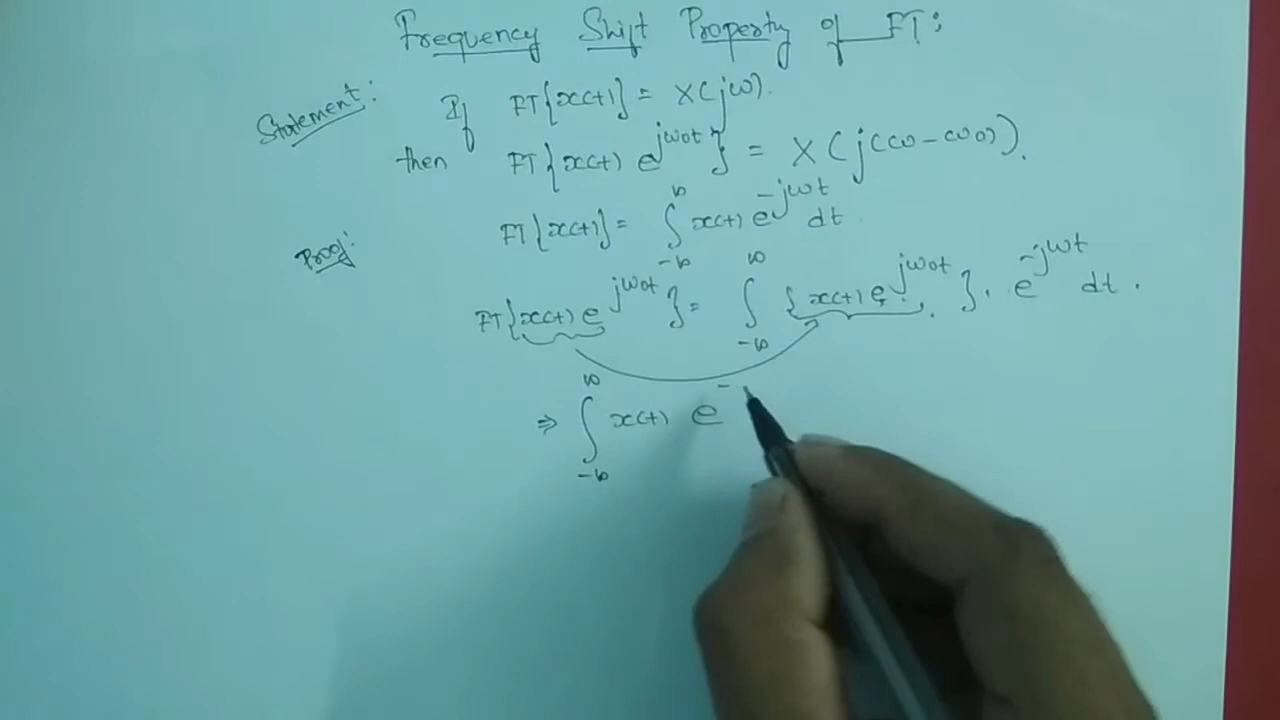 Frequency Shift Property of FT:
Statement: If FT{x(t)} = X(jω).
then FT{x(t) e^{jω0t}} = X(j(ω-ω0)).
Proof: FT{x(t)} = ∫_{-∞}^{∞} x(t) e^{-jωt} dt.
FT{x(t) e^{jω0t}} = ∫_{-∞}^{∞} {x(t) e^{jω0t}}. e^{-jωt} dt.
⇒ ∫_{-∞}^{∞} x(t) e^{-